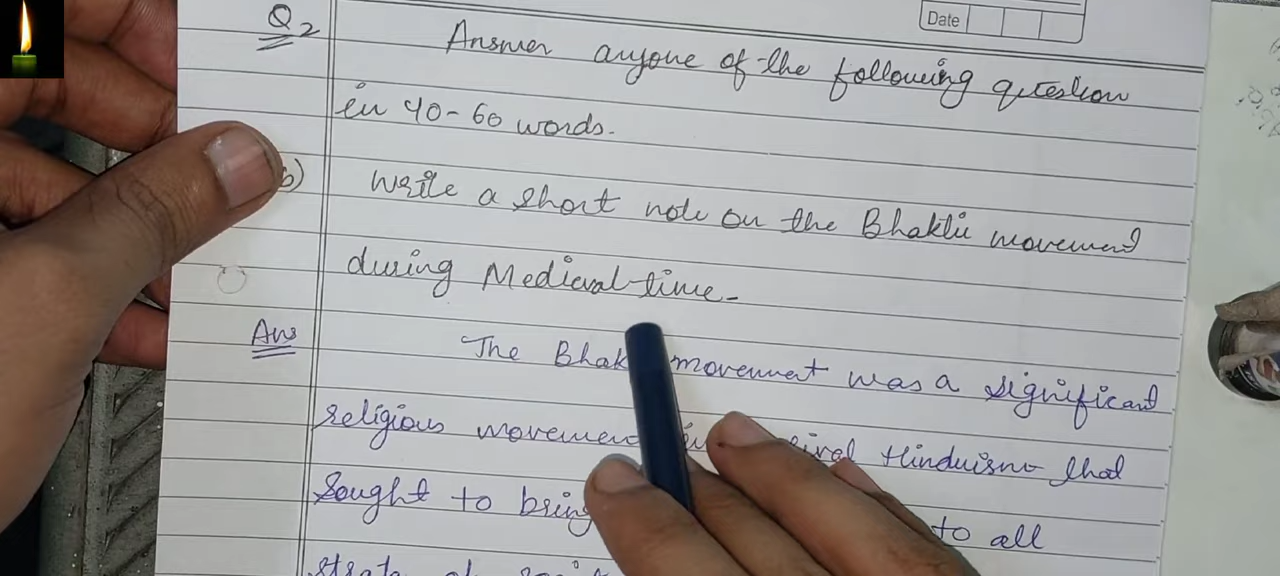 Date
Q2
Answer anyone of the following question
in 40-60 words.
b) Write a short note on the Bhakti movement
during Medieval time-
Ans
The Bhak movement was a significant
religious movement Hinduism that
Sought to bring to all